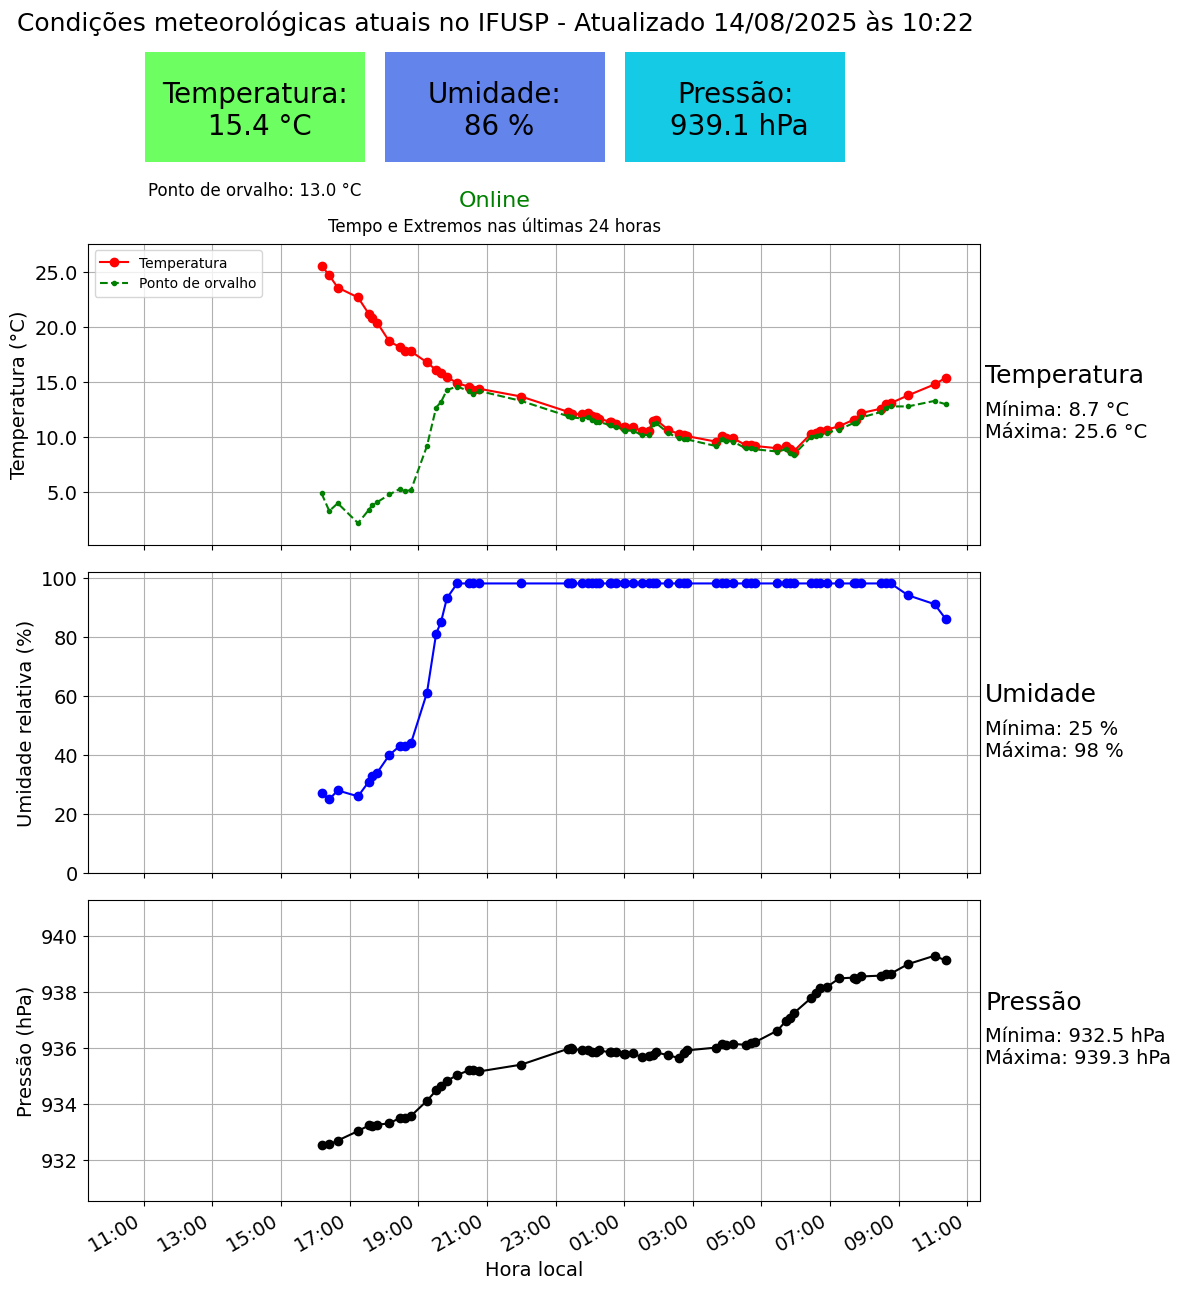 Condições meteorológicas atuais no IFUSP - Atualizado 14/08/2025 às 10:22
Temperatura:
15.4 °C
Umidade:
86 %
Pressão:
939.1 hPa
Ponto de orvalho: 13.0 °C
Online
Tempo e Extremos nas últimas 24 horas
Temperatura
Ponto de orvalho
Temperatura (°C)
25.0
20.0
15.0
10.0
5.0
Temperatura
Mínima: 8.7 °C
Máxima: 25.6 °C
Umidade relativa (%)
100
80
60
40
20
0
Umidade
Mínima: 25 %
Máxima: 98 %
Pressão (hPa)
940
938
936
934
932
Pressão
Mínima: 932.5 hPa
Máxima: 939.3 hPa
11:00
13:00
15:00
17:00
19:00
21:00
23:00
01:00
03:00
05:00
07:00
09:00
11:00
Hora local